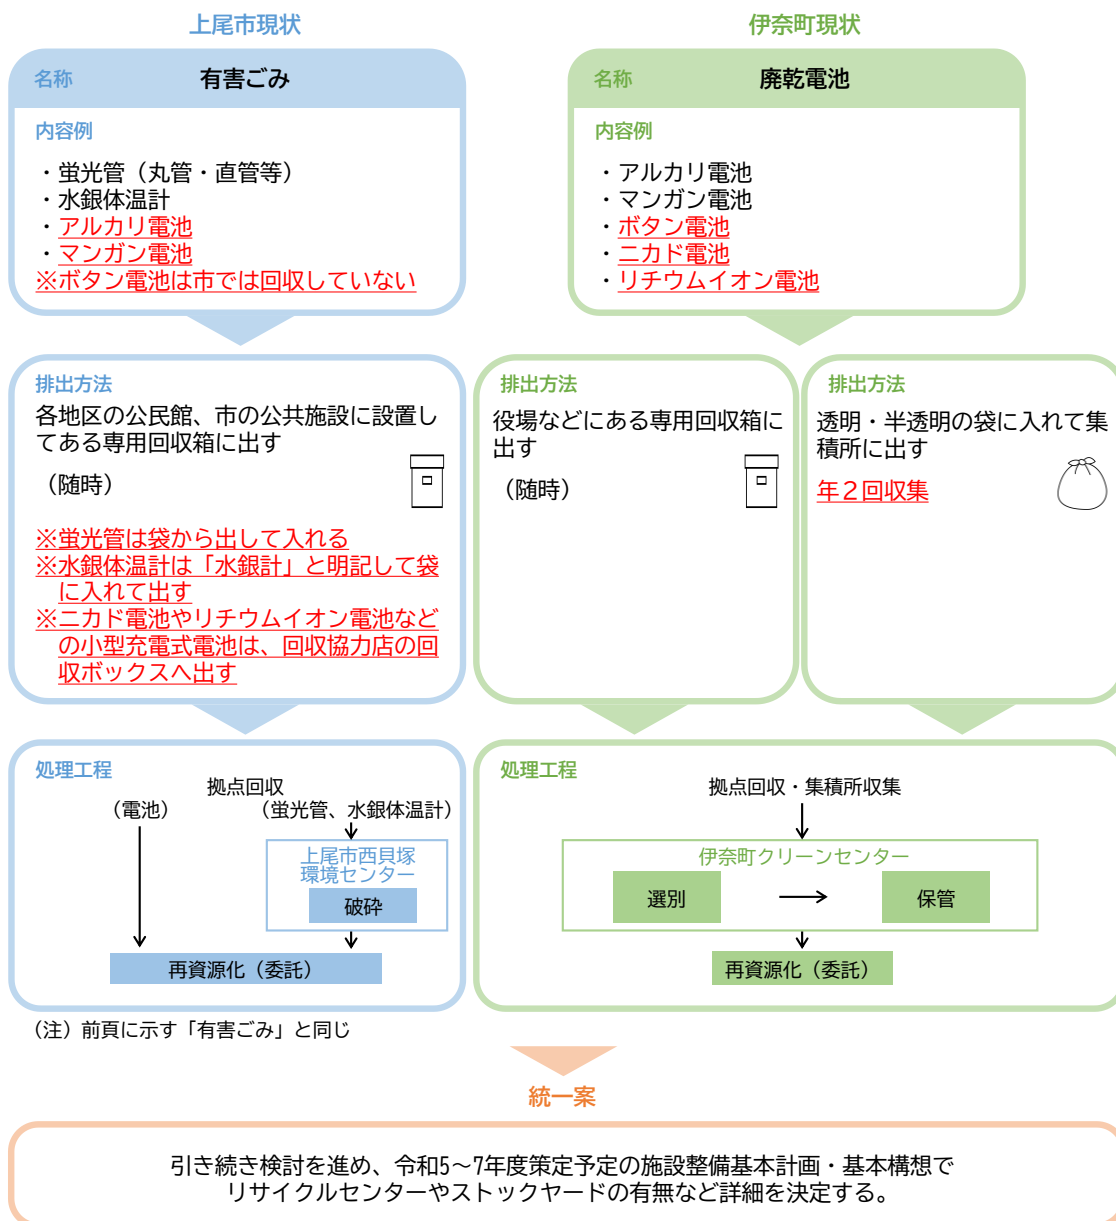 上尾市現状
名称 有害ごみ
内容例
・蛍光管（丸管・直管等）
・水銀体温計
・アルカリ電池
・マンガン電池
※ボタン電池は市では回収していない
伊奈町現状
名称 廃乾電池
内容例
・アルカリ電池
・マンガン電池
・ボタン電池
・ニカド電池
・リチウムイオン電池
排出方法
各地区の公民館、市の公共施設に設置し
てある専用回収箱に出す
（随時）
※蛍光管は袋から出して入れる
※水銀体温計は「水銀計」と明記して袋
に入れて出す
※ニカド電池やリチウムイオン電池など
の小型充電式電池は、回収協力店の回
収ボックスへ出す
排出方法
役場などにある専用回収箱に
出す
（随時）
排出方法
透明・半透明の袋に入れて集
積所に出す
年２回収集
処理工程
拠点回収
（電池） （蛍光管、水銀体温計）
上尾市西貝塚
環境センター
破砕
再資源化（委託）
処理工程
拠点回収・集積所収集
伊奈町クリーンセンター
選別 保管
再資源化（委託）
（注）前頁に示す「有害ごみ」と同じ
統一案
引き続き検討を進め、令和5～7年度策定予定の施設整備基本計画・基本構想で
リサイクルセンターやストックヤードの有無など詳細を決定する。